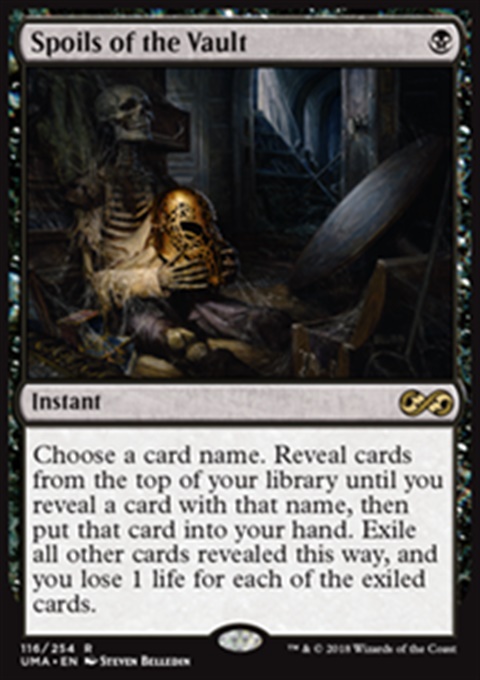 Spoils of the Vault
Instant
Choose a card name. Reveal cards
from the top of your library until you
reveal a card with that name, then
put that card into your hand. Exile
all other cards revealed this way, and
you lose 1 life for each of the exiled
cards.
116/254 R
™ & © 2018 Wizards of the Coast
UMA • EN Steven Belledin